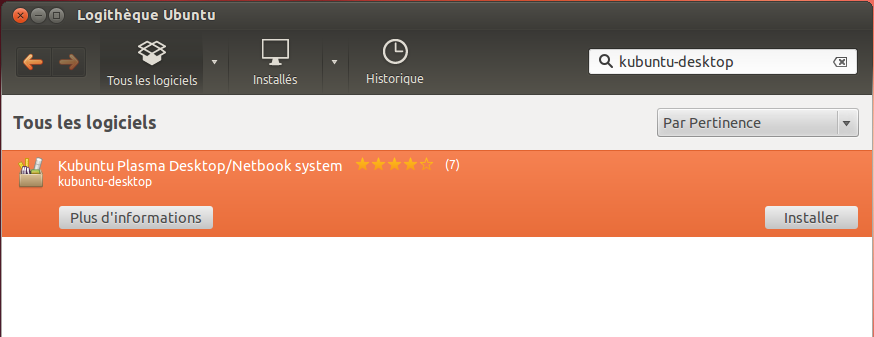 Logithèque Ubuntu
Tous les logiciels
Installés
Historique
kubuntu-desktop
Tous les logiciels
Par Pertinence
Kubuntu Plasma Desktop/Netbook system
(7)
kubuntu-desktop
Plus d'informations
Installer